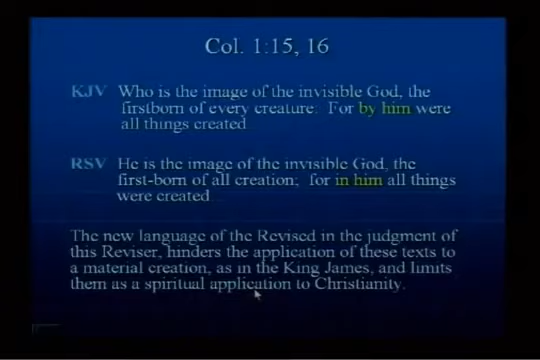 Col. 1:15, 16
KJV Who is the image of the invisible God, the
firstborn of every creature: For by him were
all things created.
RSV He is the image of the invisible God, the
first-born of all creation; for in him all things
were created.
The new language of the Revised in the judgment of
this Reviser, hinders the application of these texts to
a material creation, as in the King James, and limits
them as a spiritual application to Christianity.